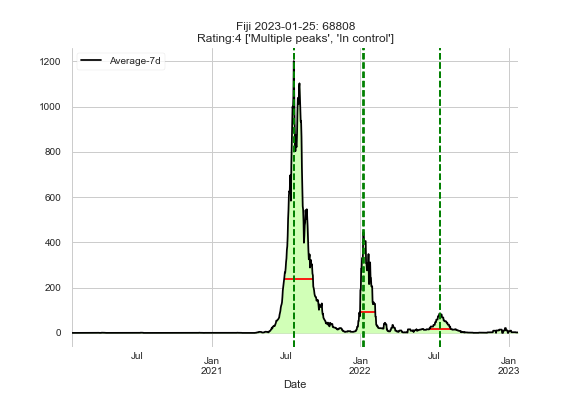 Fiji 2023-01-25: 68808
Rating:4 ['Multiple peaks', 'In control']
Average-7d
1200
1000
800
600
400
200
0
Jul
Jan
2021
Jul
Jan
2022
Jul
Jan
2023
Date